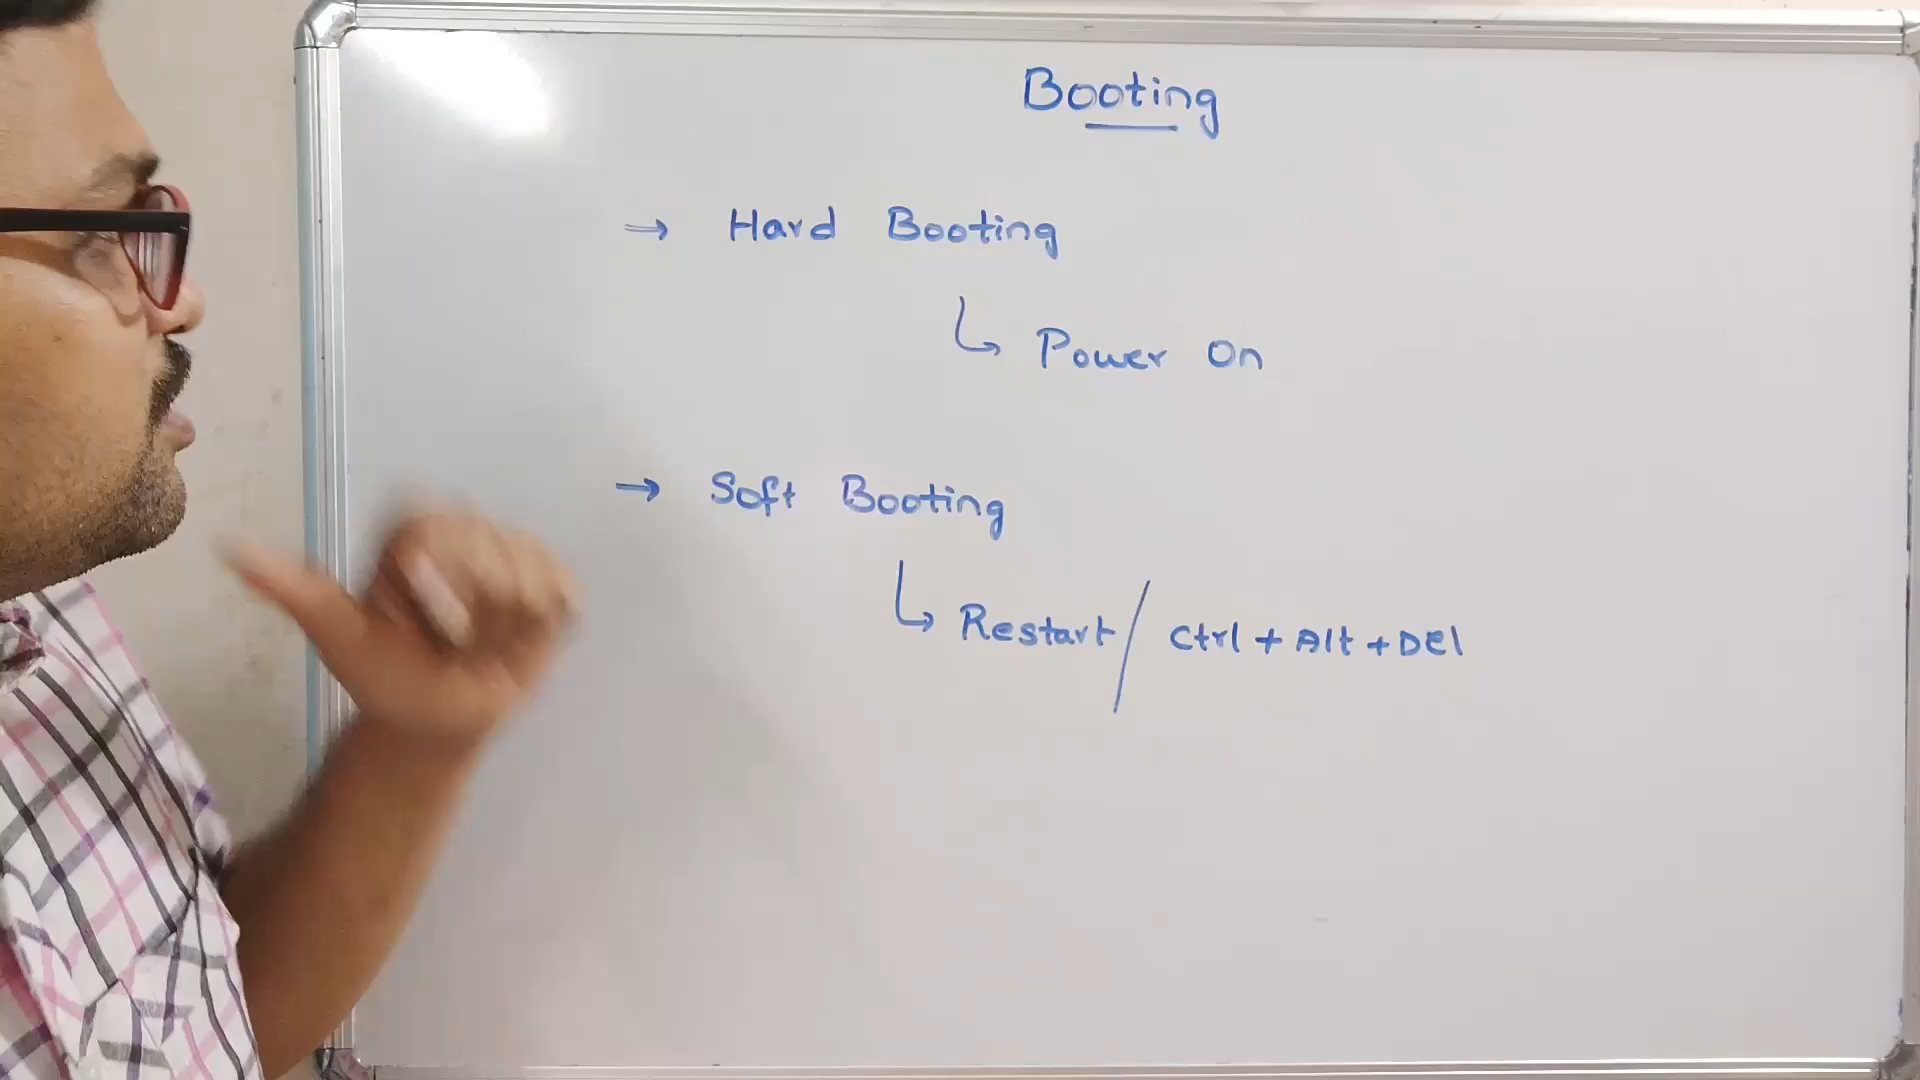 Booting
→ Hard Booting
↳ Power On
→ Soft Booting
↳ Restart / Ctrl + Alt + Del